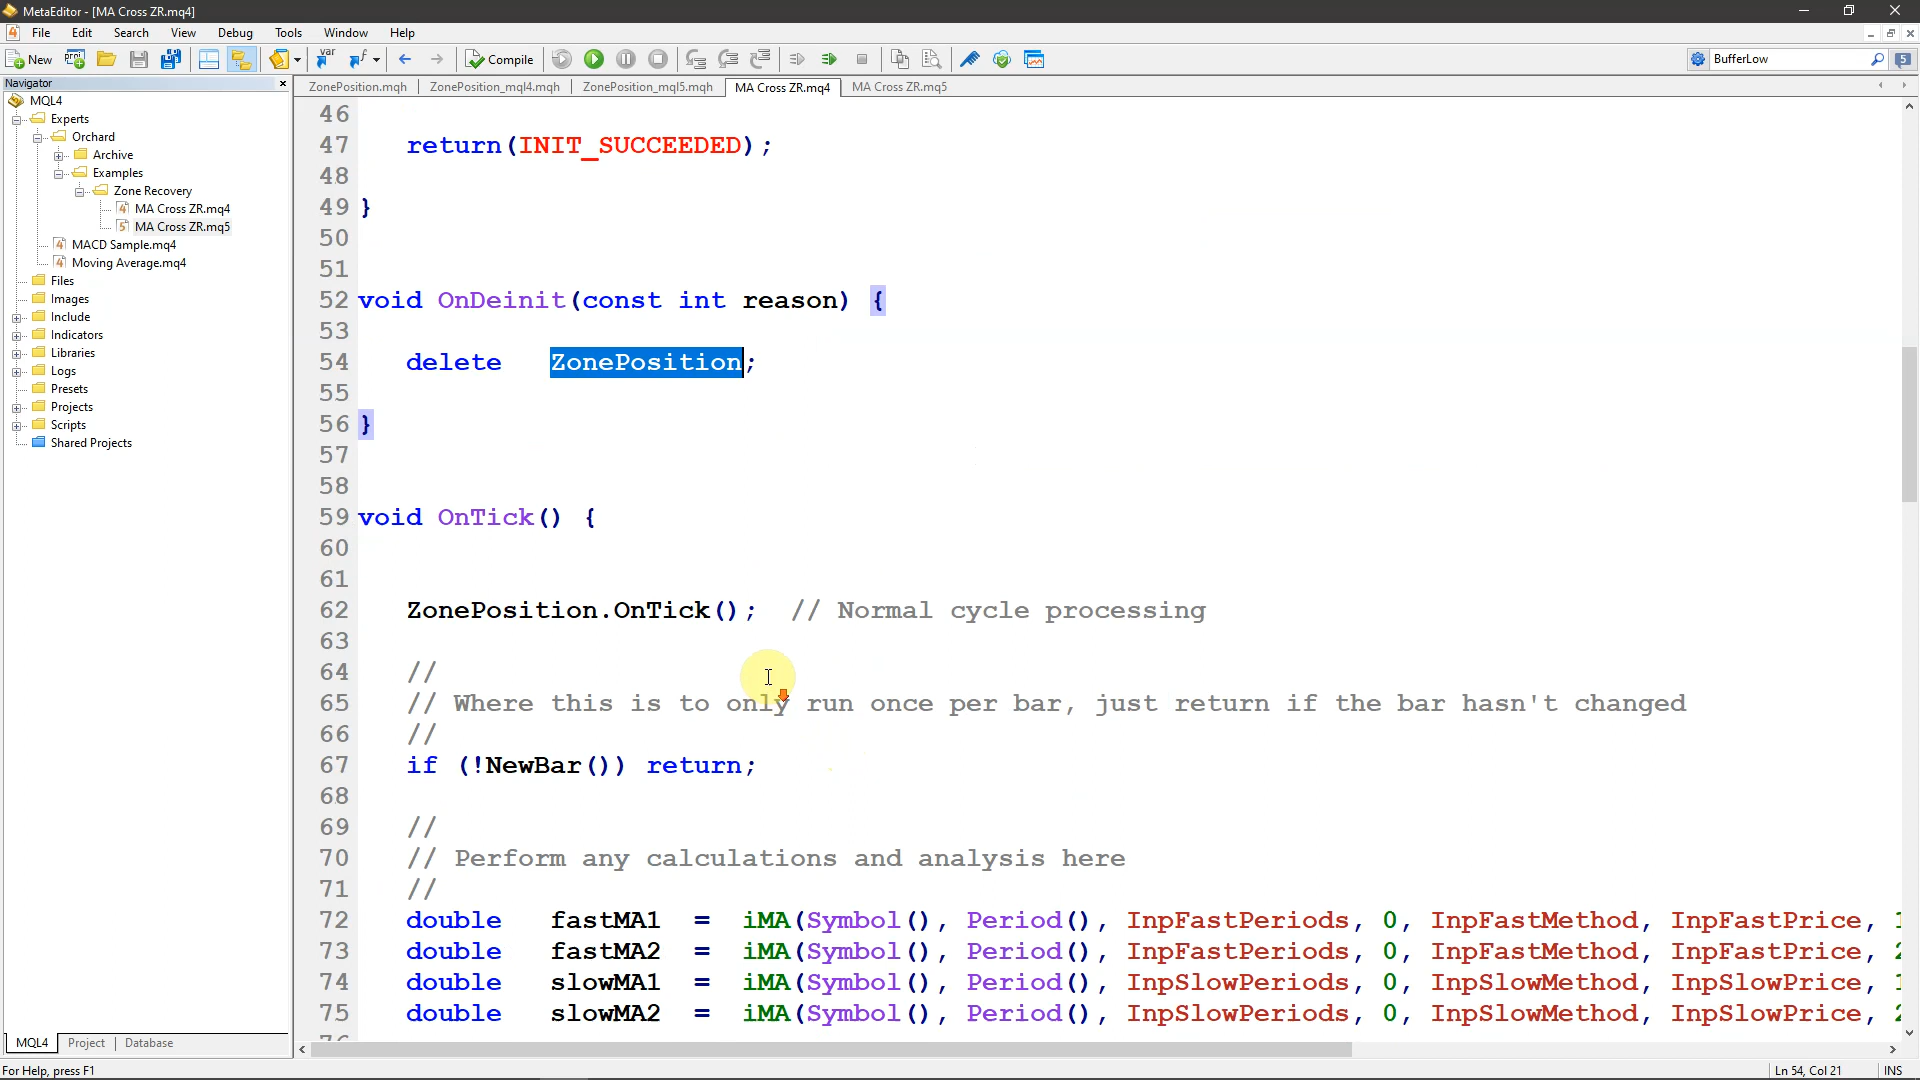 MetaEditor - [MA Cross ZR.mq4]
File Edit Search View Debug Tools Window Help
New Compile BufferLow 5
Navigator
ZonePosition.mqh ZonePosition_mql4.mqh ZonePosition_mql5.mqh MA Cross ZR.mq4 MA Cross ZR.mq5
MQL4
Experts
Orchard
Archive
Examples
Zone Recovery
MA Cross ZR.mq4
MA Cross ZR.mq5
MACD Sample.mq4
Moving Average.mq4
Files
Images
Include
Indicators
Libraries
Logs
Presets
Projects
Scripts
Shared Projects
46
47 return(INIT_SUCCEEDED);
48
49 }
50
51
52 void OnDeinit(const int reason) {
53
54 delete ZonePosition;
55
56 }
57
58
59 void OnTick() {
60
61
62 ZonePosition.OnTick(); // Normal cycle processing
63
64 //
65 // Where this is to only run once per bar, just return if the bar hasn't changed
66 //
67 if (!NewBar()) return;
68
69 //
70 // Perform any calculations and analysis here
71 //
72 double fastMA1 = iMA(Symbol(), Period(), InpFastPeriods, 0, InpFastMethod, InpFastPrice, 1
73 double fastMA2 = iMA(Symbol(), Period(), InpFastPeriods, 0, InpFastMethod, InpFastPrice, 2
74 double slowMA1 = iMA(Symbol(), Period(), InpSlowPeriods, 0, InpSlowMethod, InpSlowPrice, 1
75 double slowMA2 = iMA(Symbol(), Period(), InpSlowPeriods, 0, InpSlowMethod, InpSlowPrice, 2
MQL4 Project Database
For Help, press F1 Ln 54, Col 21 INS